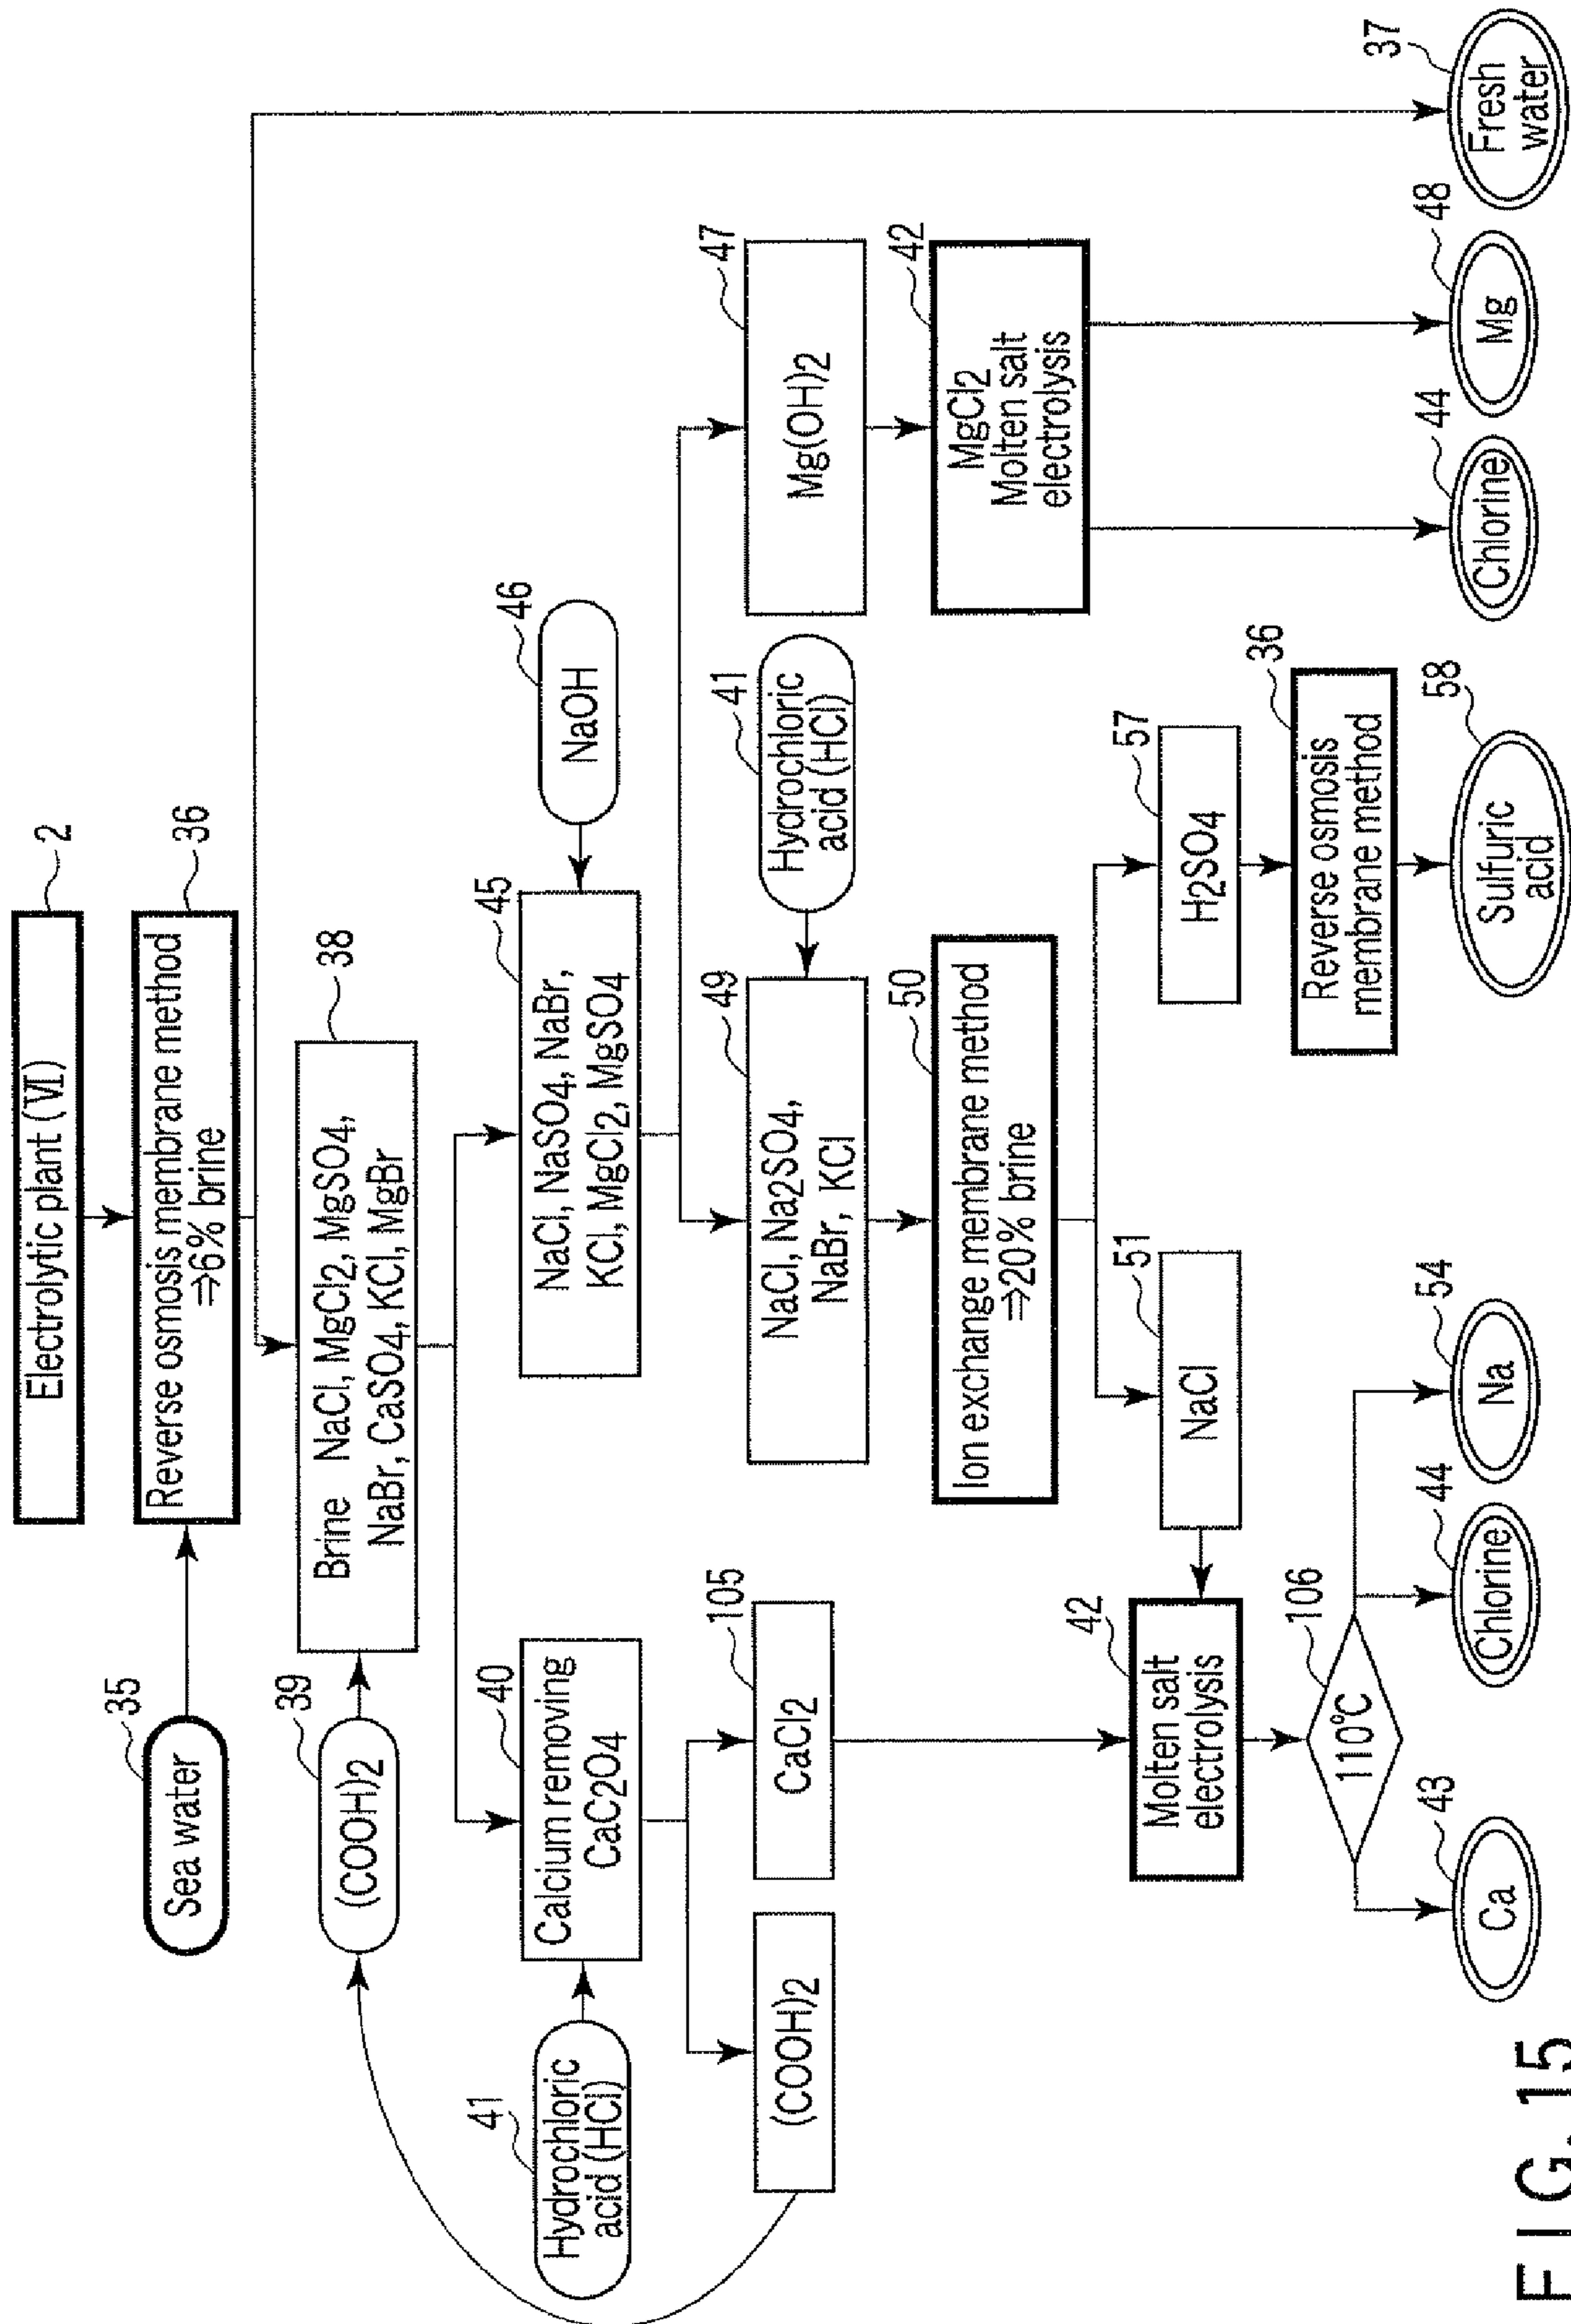 Electrolytic plant (VI)
2
Sea water
35
Reverse osmosis membrane method
⇒6% brine
36
(COOH)2
39
Brine NaCl, MgCl2, MgSO4,
NaBr, CaSO4, KCl, MgBr
38
Hydrochloric
acid (HCl)
41
Calcium removing
CaC2O4
40
NaCl, NaSO4, NaBr,
KCl, MgCl2, MgSO4
45
NaOH
46
(COOH)2
CaCl2
105
NaCl, Na2SO4,
NaBr, KCl
49
Hydrochloric
acid (HCl)
41
Mg(OH)2
47
Ion exchange membrane method
⇒20% brine
50
MgCl2
Molten salt
electrolysis
42
Molten salt
electrolysis
42
NaCl
51
H2SO4
57
110°C
106
Reverse osmosis
membrane method
36
Ca
43
Chlorine
44
Na
54
Sulfuric
acid
58
Chlorine
44
Mg
48
Fresh
water
37
FIG. 15